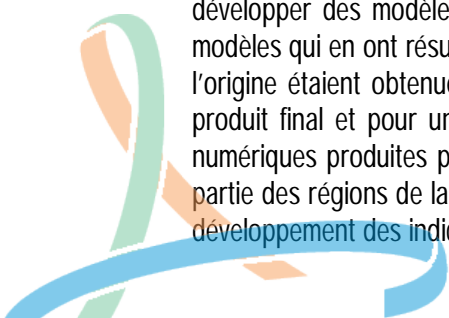 développer des modèle
modèles qui en ont résu
l'origine étaient obtenue
produit final et pour un
numériques produites p
partie des régions de la
développement des indic